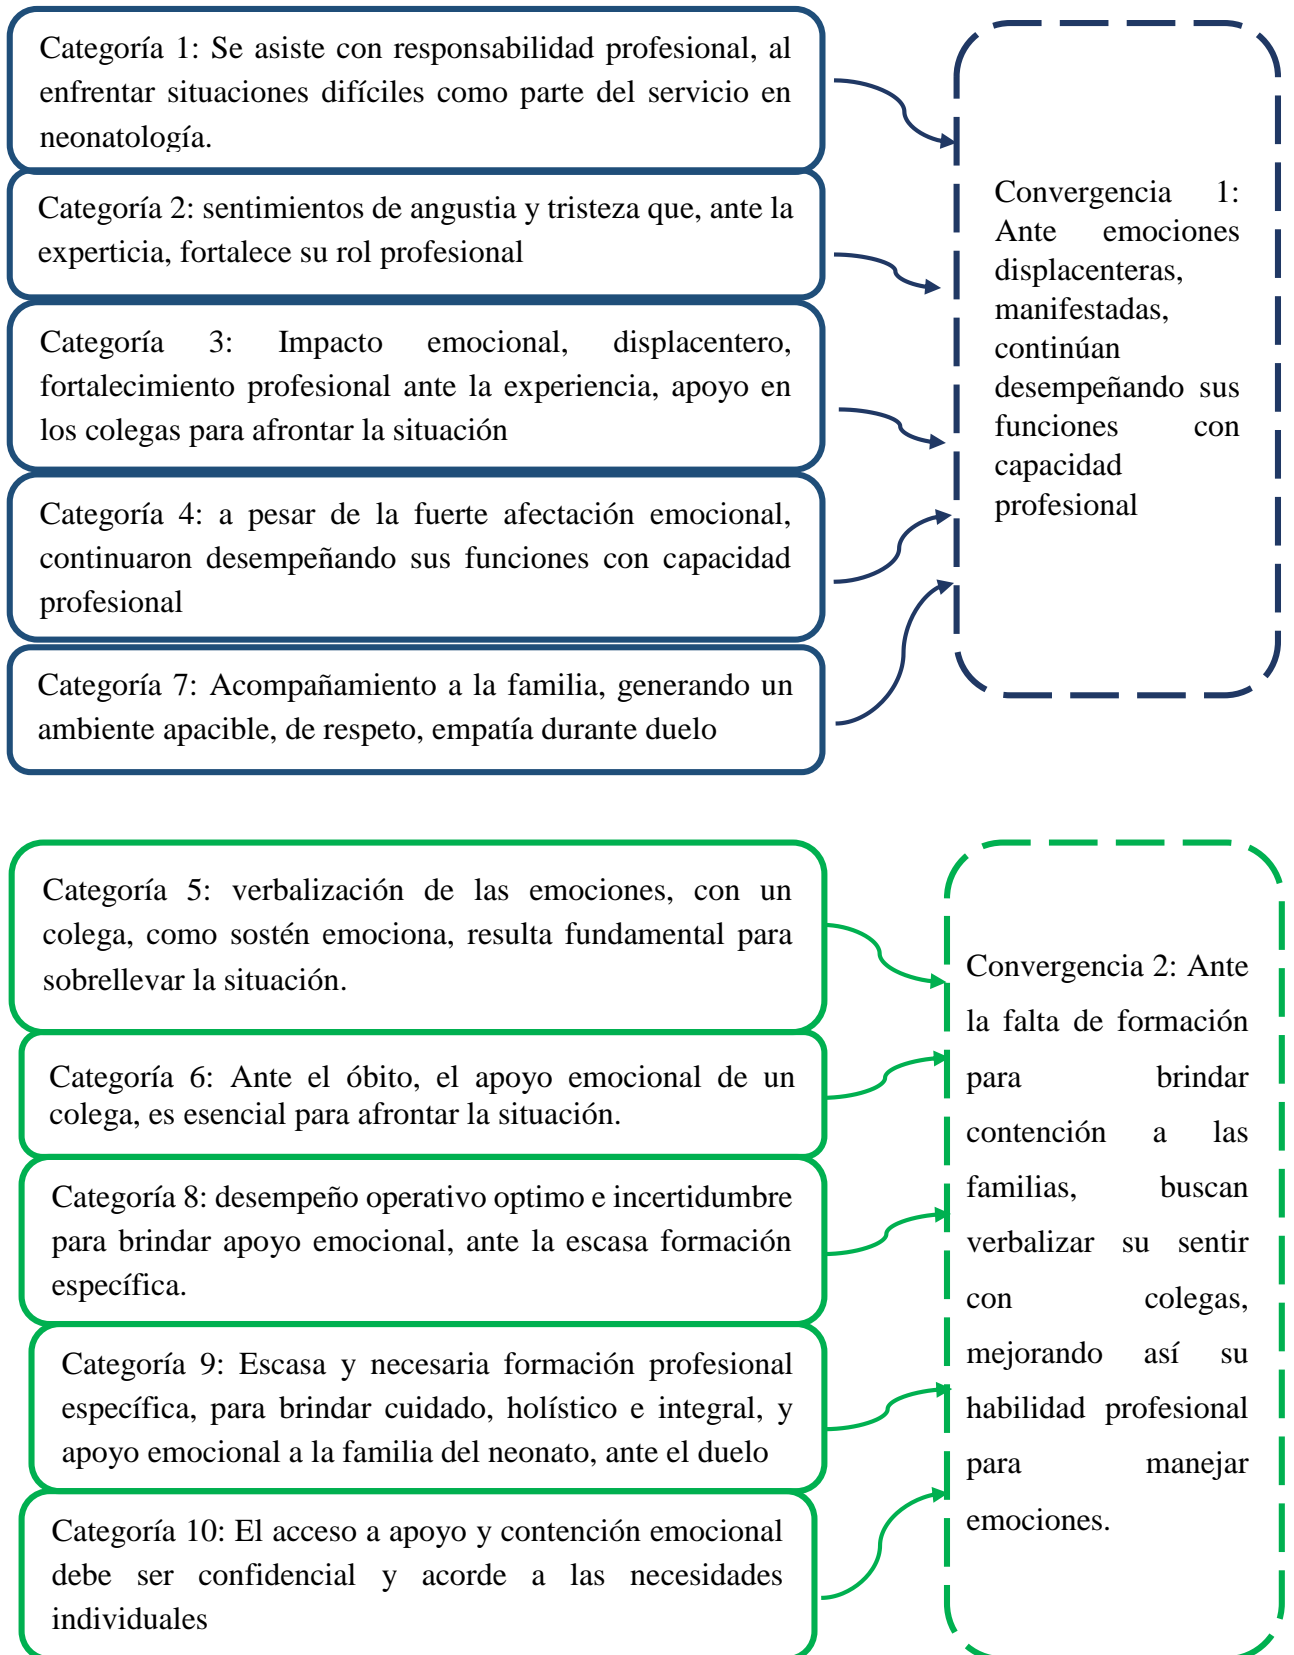 Categoría 1: Se asiste con responsabilidad profesional, al
enfrentar situaciones difíciles como parte del servicio en
neonatología.
Categoría 2: sentimientos de angustia y tristeza que, ante la
experticia, fortalece su rol profesional
Categoría 3: Impacto emocional, displacentero,
fortalecimiento profesional ante la experiencia, apoyo en
los colegas para afrontar la situación
Categoría 4: a pesar de la fuerte afectación emocional,
continuaron desempeñando sus funciones con capacidad
profesional
Categoría 7: Acompañamiento a la familia, generando un
ambiente apacible, de respeto, empatía durante duelo
Convergencia 1:
Ante emociones
displacenteras,
manifestadas,
continúan
desempeñando sus
funciones con
capacidad
profesional
Categoría 5: verbalización de las emociones, con un
colega, como sostén emociona, resulta fundamental para
sobrellevar la situación.
Categoría 6: Ante el óbito, el apoyo emocional de un
colega, es esencial para afrontar la situación.
Categoría 8: desempeño operativo optimo e incertidumbre
para brindar apoyo emocional, ante la escasa formación
específica.
Categoría 9: Escasa y necesaria formación profesional
específica, para brindar cuidado, holístico e integral, y
apoyo emocional a la familia del neonato, ante el duelo
Categoría 10: El acceso a apoyo y contención emocional
debe ser confidencial y acorde a las necesidades
individuales
Convergencia 2: Ante
la falta de formación
para brindar
contención a las
familias, buscan
verbalizar su sentir
con colegas,
mejorando así su
habilidad profesional
para manejar
emociones.